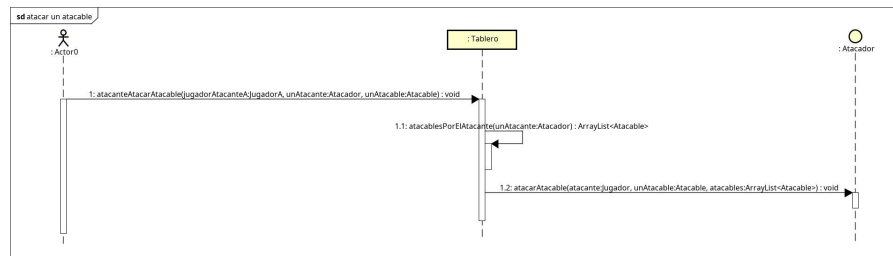 sd atacar un atacable
: Actor0
: Tablero
: Atacador
1: atacanteAtacarAtacable(jugadorAtacanteA:JugadorA, unAtacante:Atacador, unAtacable:Atacable) : void
1.1: atacablesPorElAtacante(unAtacante:Atacador) : ArrayList<Atacable>
1.2: atacarAtacable(atacante:Jugador, unAtacable:Atacable, atacables:ArrayList<Atacable>) : void